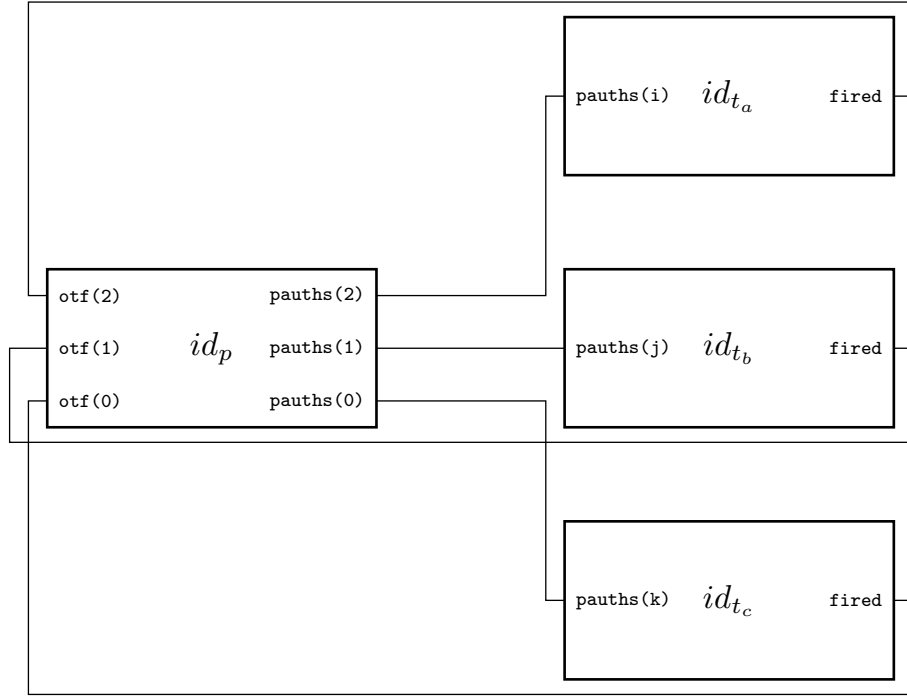 pauths(i) id_{t_a} fired
otf(2) pauths(2)
otf(1) id_p pauths(1)
otf(0) pauths(0)
pauths(j) id_{t_b} fired
pauths(k) id_{t_c} fired